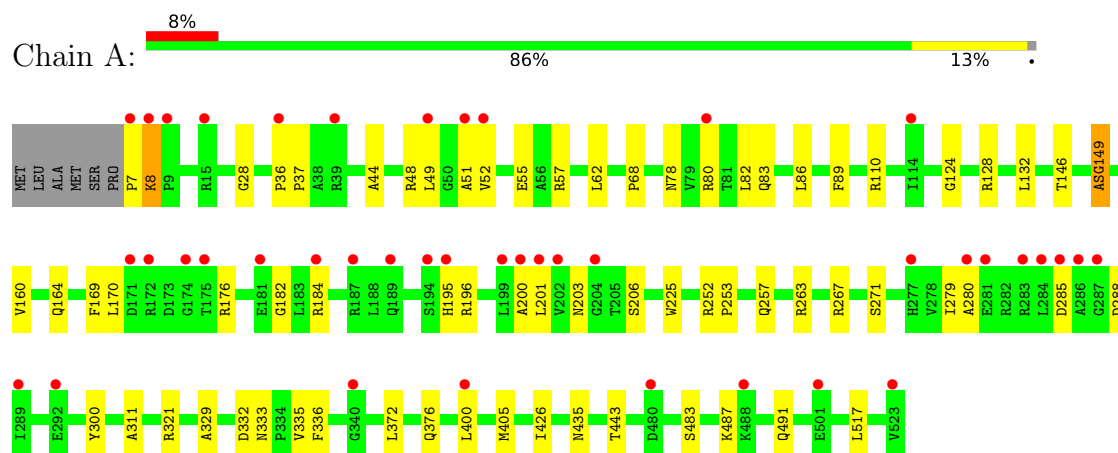 8%
Chain A:
86% 13% •
MET LEU ALA MET SER PRO P7 K8 P9 R15 G28 P36 P37 A38 R39 A44 R48 L49 G50 A51 V52 E55 A56 R57 L62 P68 N78 V79 R80 T81 L82 Q83 L86 F89 R110 I114 G124 R128 L132 T146 ASG149
V160 Q164 F169 L170 D171 R172 D173 G174 T175 R176 E181 G182 L183 R184 R187 L188 Q189 S194 H195 R196 L199 A200 L201 V202 N203 G204 T205 S206 W225 R252 P253 Q257 R263 R267 S271 H277 V278 I279 A280 E281 R282 R283 L284 D285 A286 G287 D288
I289 E292 Y300 A311 R321 A329 D332 N333 P334 V335 F336 G340 L372 Q376 L400 M405 I426 N435 T443 D480 S483 K487 K488 Q491 E501 L517 V523